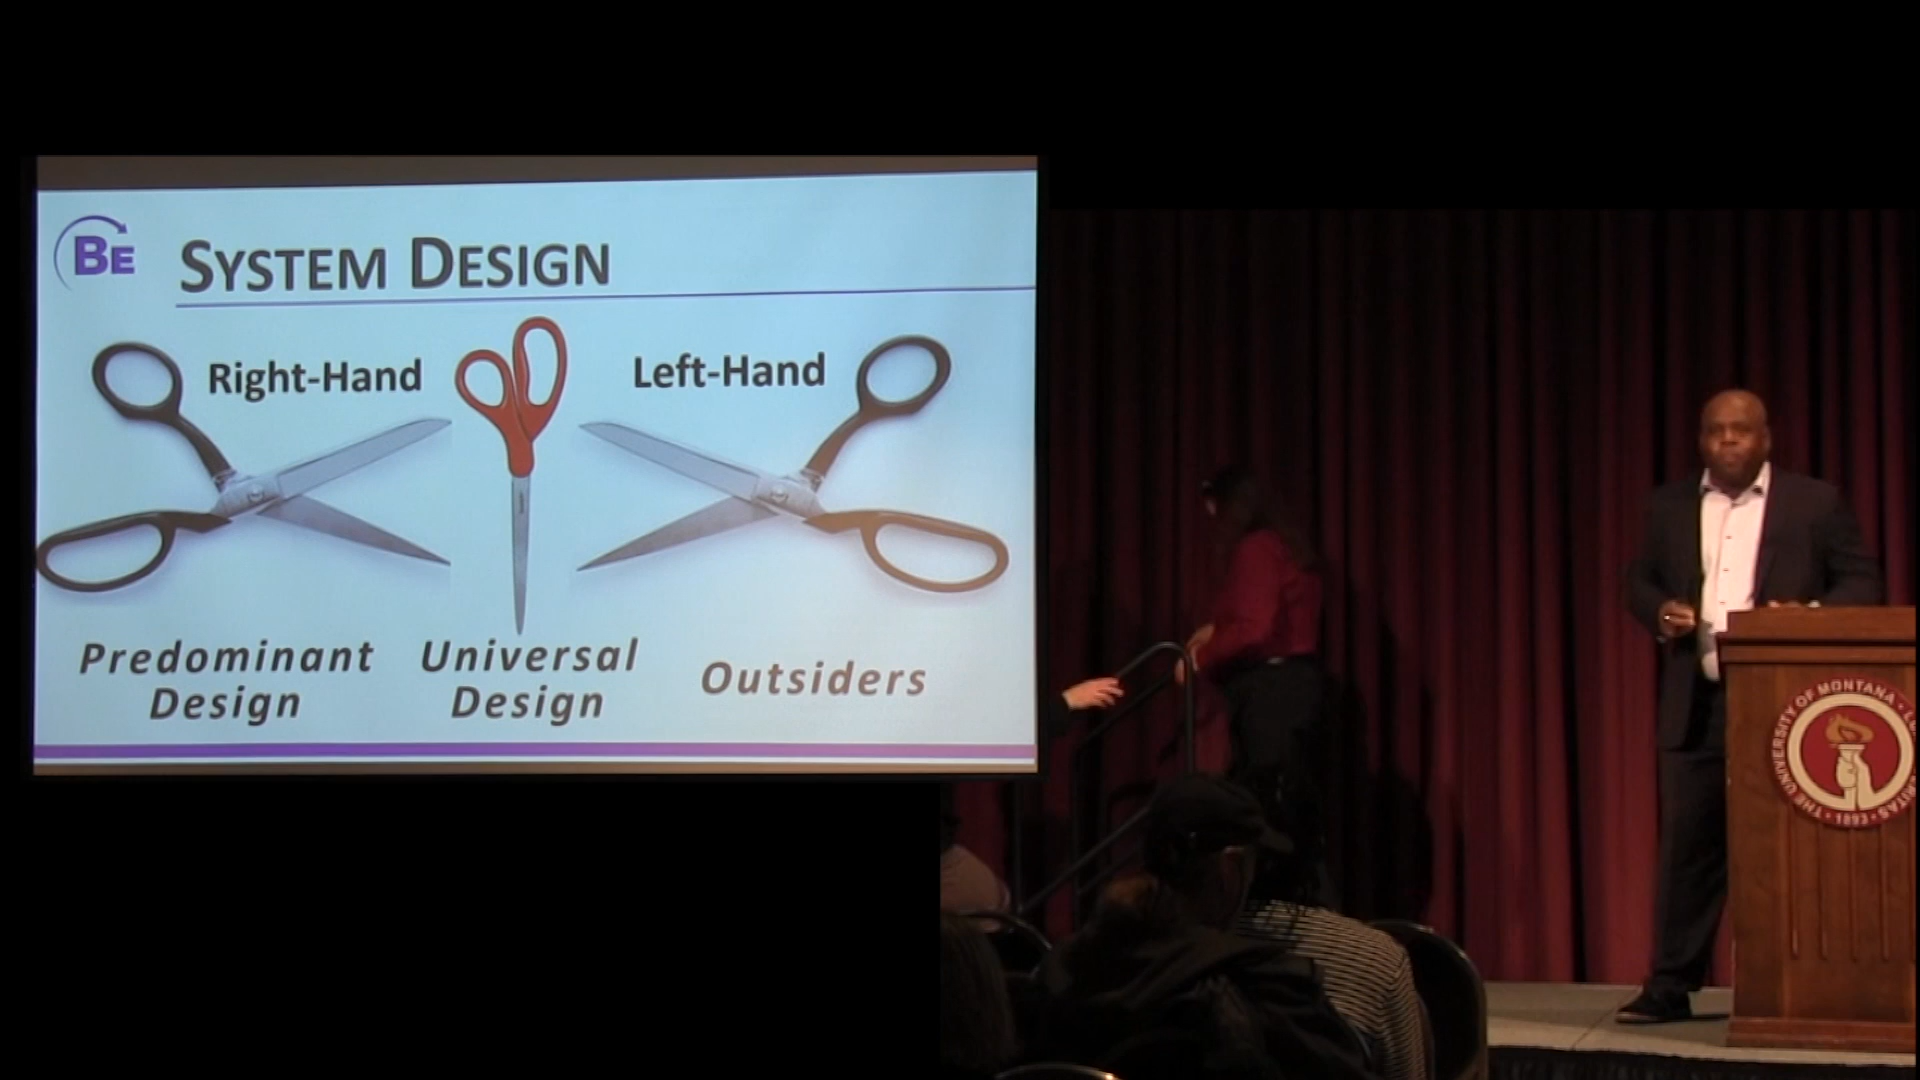 BE
SYSTEM DESIGN
Right-Hand
Left-Hand
Predominant
Design
Universal
Design
Outsiders
THE UNIVERSITY OF MONTANA
1893